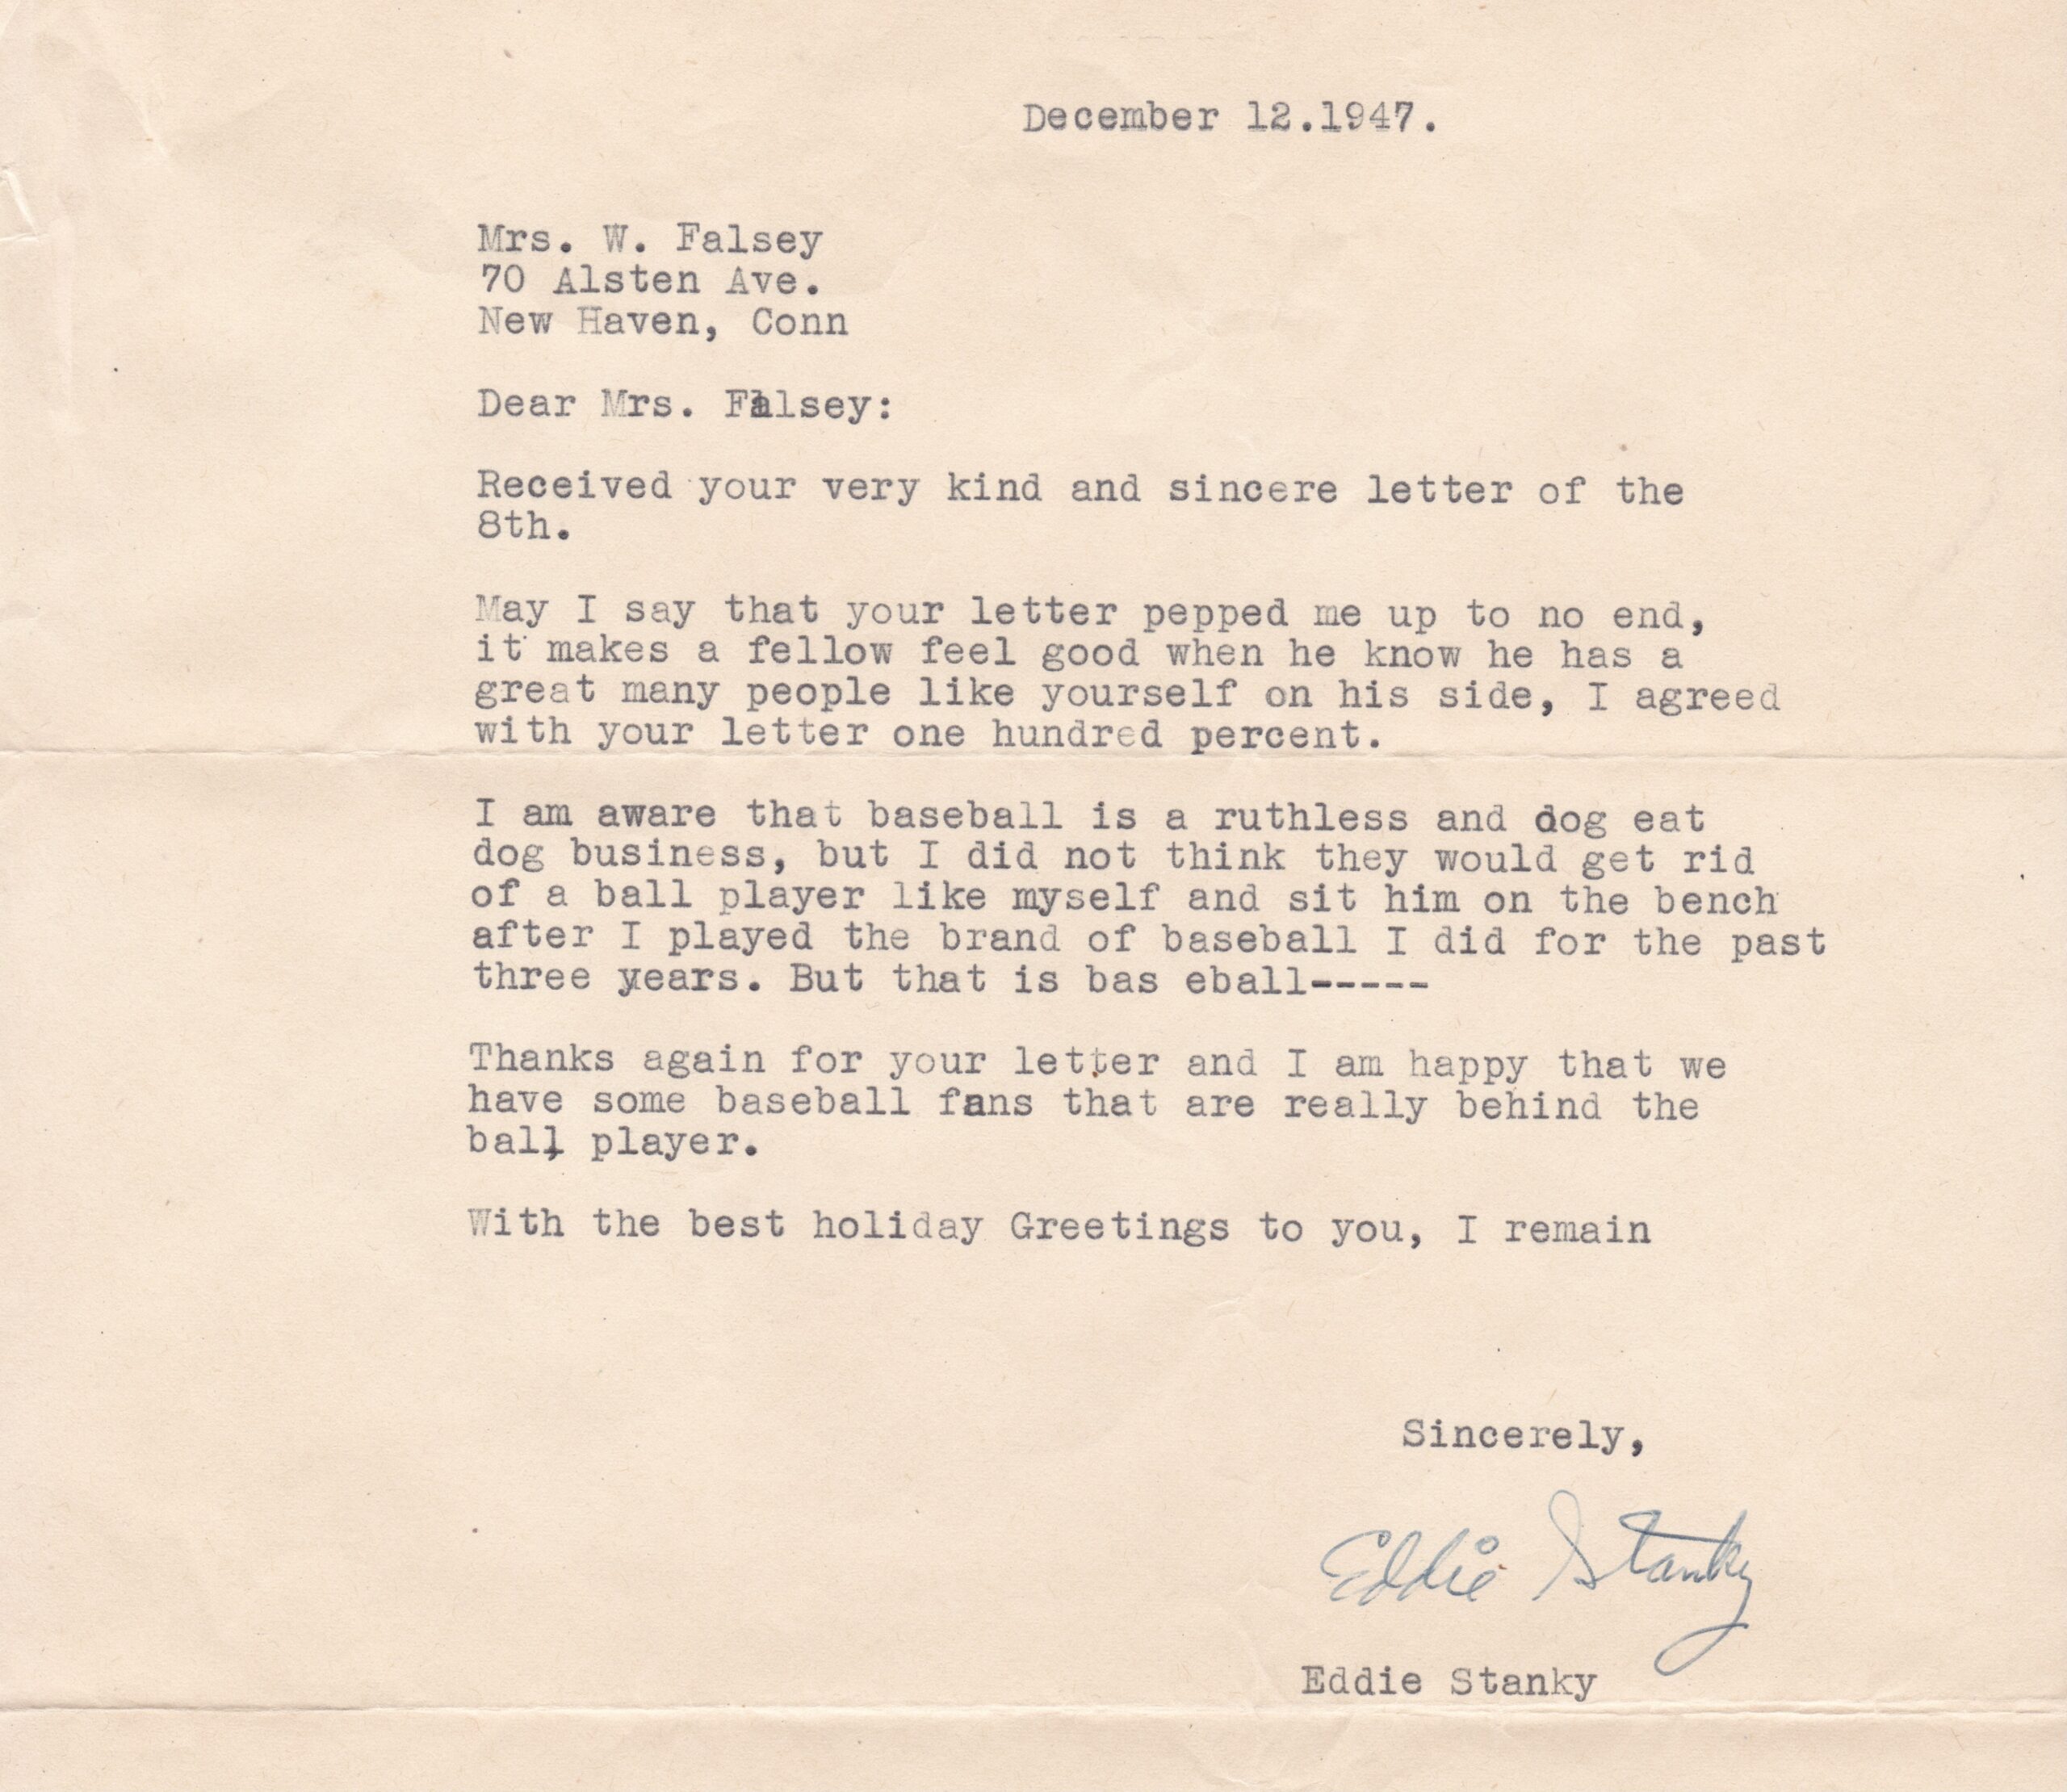 December 12.1947.
Mrs. W. Falsey
70 Alsten Ave.
New Haven, Conn
Dear Mrs. Falsey:
Received your very kind and sincere letter of the
8th.
May I say that your letter pepped me up to no end,
it makes a fellow feel good when he know he has a
great many people like yourself on his side, I agreed
with your letter one hundred percent.
I am aware that baseball is a ruthless and dog eat
dog business, but I did not think they would get rid
of a ball player like myself and sit him on the bench
after I played the brand of baseball I did for the past
three years. But that is bas eball-----
Thanks again for your letter and I am happy that we
have some baseball fans that are really behind the
ball player.
With the best holiday Greetings to you, I remain
Sincerely,
Eddie Stanky
Eddie Stanky